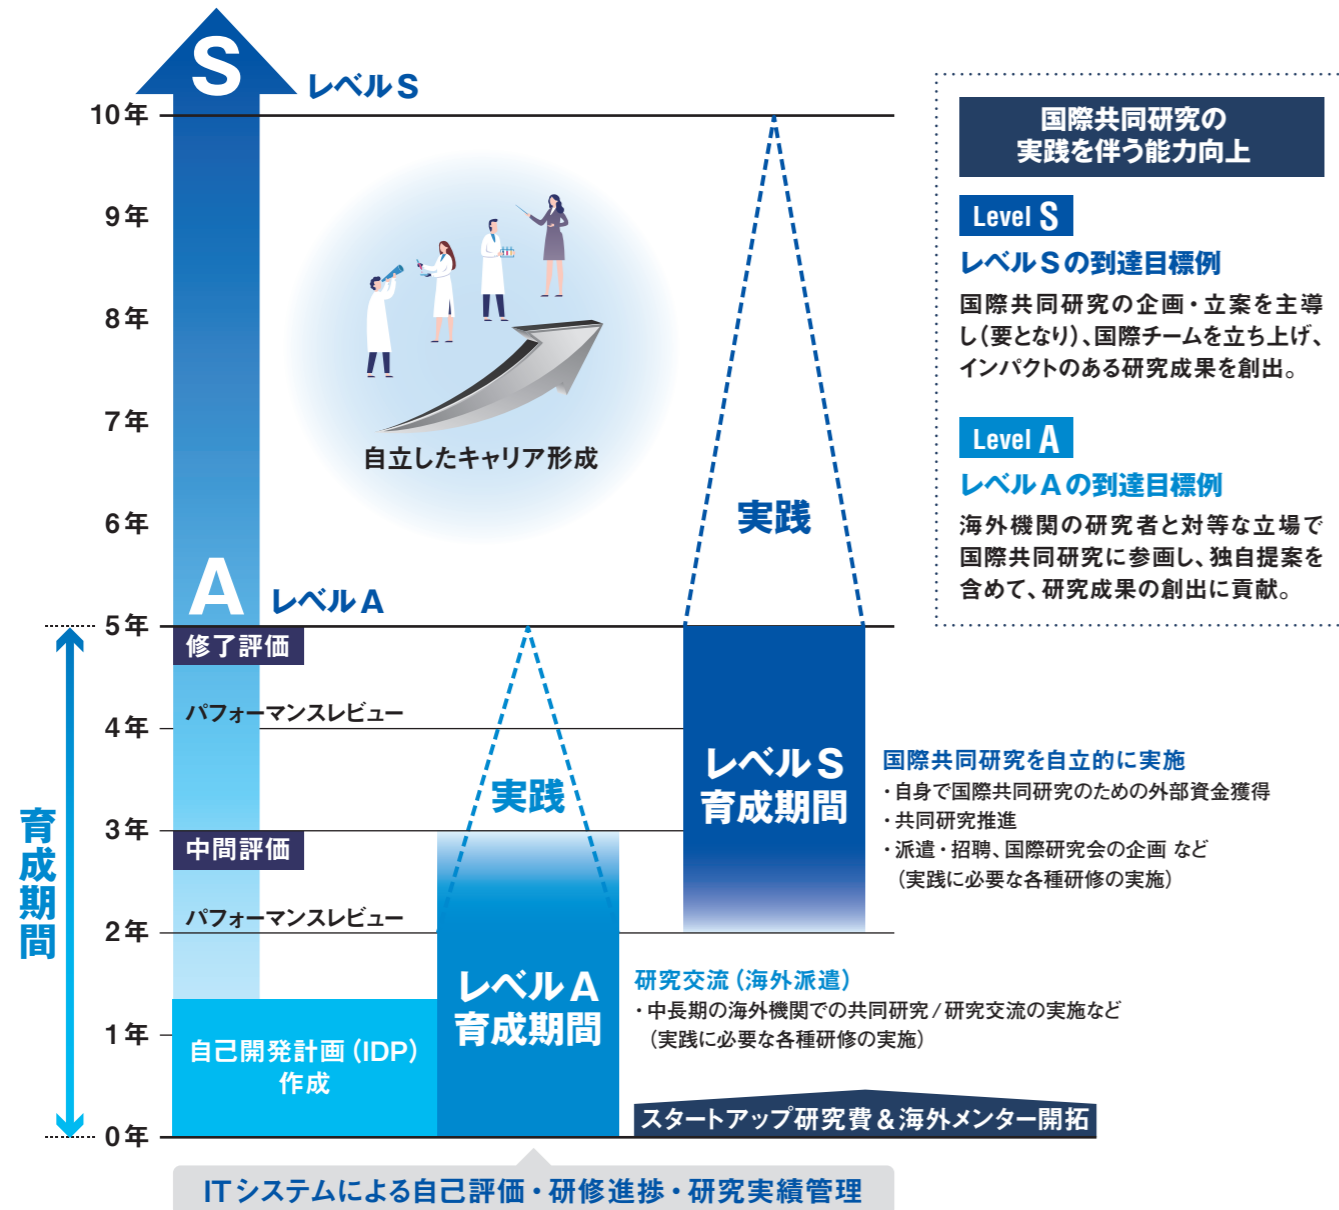 S
レベルS
10年
9年
8年
7年
6年
5年
4年
3年
2年
1年
0年
自立したキャリア形成
A
レベルA
修了評価
パフォーマンスレビュー
中間評価
パフォーマンスレビュー
育成期間
自己開発計画(IDP)
作成
実践
レベルA
育成期間
実践
レベルS
育成期間
国際共同研究の
実践を伴う能力向上
Level S
レベルSの到達目標例
国際共同研究の企画・立案を主導
し(要となり)、国際チームを立ち上げ、
インパクトのある研究成果を創出。
Level A
レベルAの到達目標例
海外機関の研究者と対等な立場で
国際共同研究に参画し、独自提案を
含めて、研究成果の創出に貢献。
国際共同研究を自立的に実施
・自身で国際共同研究のための外部資金獲得
・共同研究推進
・派遣・招聘、国際研究会の企画 など
(実践に必要な各種研修の実施)
研究交流(海外派遣)
・中長期の海外機関での共同研究/研究交流の実施など
(実践に必要な各種研修の実施)
スタートアップ研究費&海外メンター開拓
ITシステムによる自己評価・研修進捗・研究実績管理